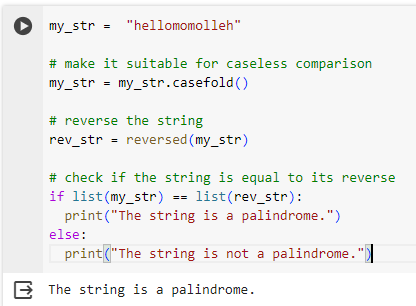 my_str =  "hellomomolleh"
# make it suitable for caseless comparison
my_str = my_str.casefold()
# reverse the string
rev_str = reversed(my_str)
# check if the string is equal to its reverse
if list(my_str) == list(rev_str):
  print("The string is a palindrome.")
else:
  print("The string is not a palindrome.")
The string is a palindrome.